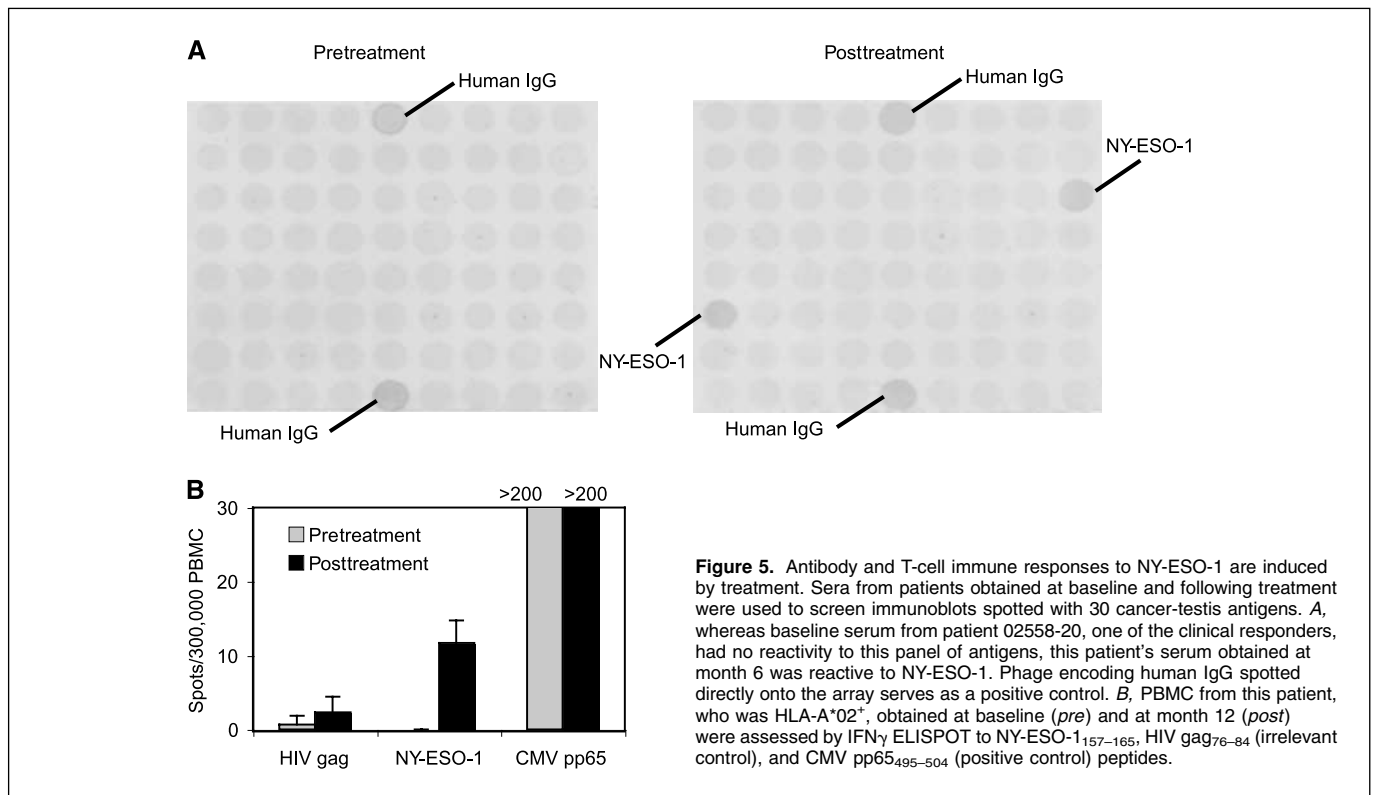 A
Pretreatment
Human IgG
Human IgG
Posttreatment
Human IgG
NY-ESO-1
NY-ESO-1
Human IgG
B
>200 >200
30
20
10
0
Spots/300,000 PBMC
Pretreatment
Posttreatment
HIV gag NY-ESO-1 CMV pp65
Figure 5. Antibody and T-cell immune responses to NY-ESO-1 are induced
by treatment. Sera from patients obtained at baseline and following treatment
were used to screen immunoblots spotted with 30 cancer-testis antigens. A,
whereas baseline serum from patient 02558-20, one of the clinical responders,
had no reactivity to this panel of antigens, this patient's serum obtained at
month 6 was reactive to NY-ESO-1. Phage encoding human IgG spotted
directly onto the array serves as a positive control. B, PBMC from this patient,
who was HLA-A*02⁺, obtained at baseline (pre) and at month 12 (post)
were assessed by IFNγ ELISPOT to NY-ESO-1₁₅₇₋₁₆₅, HIV gag₇₆₋₈₄ (irrelevant
control), and CMV pp65₄₉₅₋₅₀₄ (positive control) peptides.